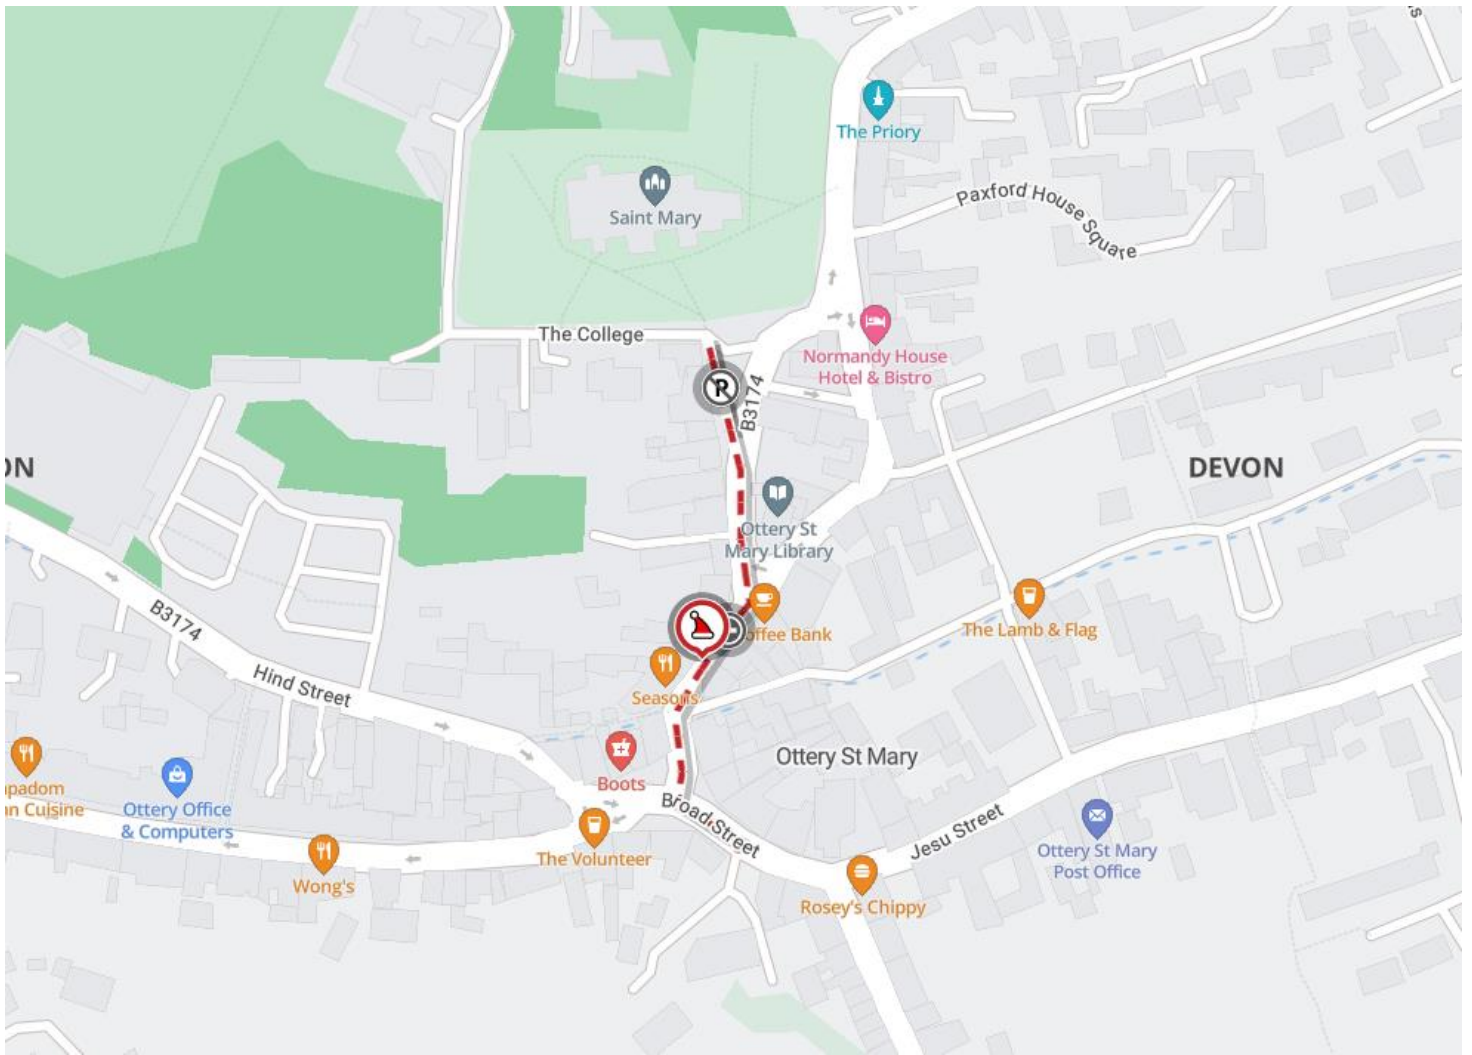 The Priory
Paxford House Square
Saint Mary
The College
Normandy House
Hotel & Bistro
B3174
DEVON
Ottery St
Mary Library
P
B3174
Hind Street
offee Bank
The Lamb & Flag
Seasons
Boots
Ottery St Mary
Broad Street
Jesu Street
apadom
n Cuisine
Ottery Office
& Computers
Wong's
The Volunteer
Rosey's Chippy
Ottery St Mary
Post Office